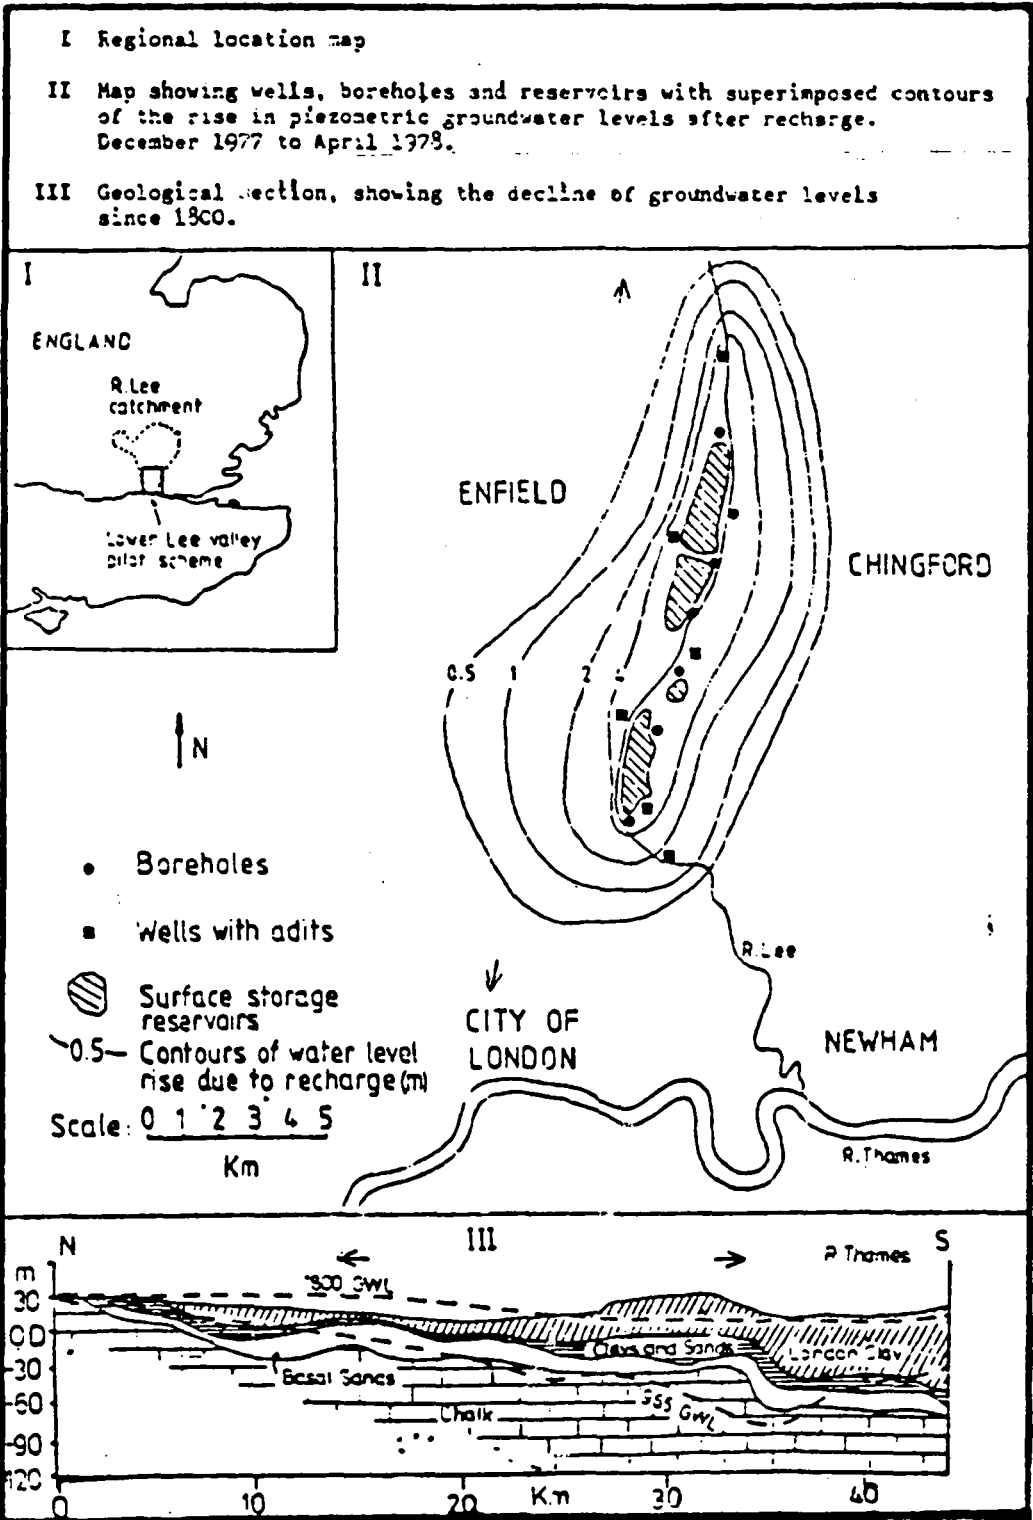 I Regional location map
II Map showing wells, boreholes and reservoirs with superimposed contours
of the rise in piezometric groundwater levels after recharge.
December 1977 to April 1978.
III Geological section, showing the decline of groundwater levels
since 1800.
I
ENGLAND
R.Lee
catchment
Lower Lee valley
pilot scheme
N
II
ENFIELD
CHINGFORD
0.5
1
2
R.Lee
CITY OF
LONDON
NEWHAM
R.Thames
Boreholes
Wells with adits
Surface storage
reservoirs
0.5 Contours of water level
rise due to recharge(m)
Scale: 0 1 2 3 4 5
Km
N
III
S
R Thames
m
30
00
-30
-60
-90
120
1800 GWL
Clays and Sands
London Clay
Basal Sands
GWL
Chalk
0
10
20
Km
30
40